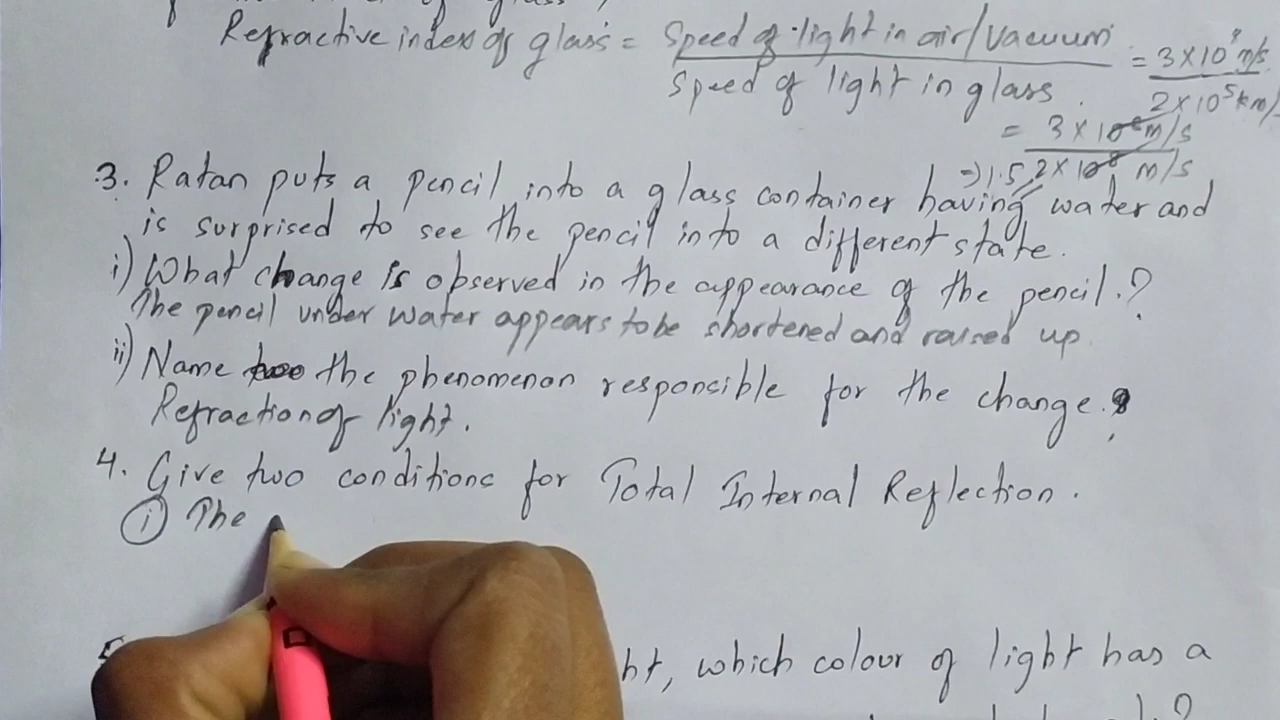 of glass,
Refractive index of glass = Speed of light in air/Vacuum = 3×10⁸ m/s
Speed of light in glass. 2×10⁵ km/
= 3×10⁸ m/s
⇒ 1.5 2×10⁸ m/s
3. Ratan puts a pencil into a glass container having water and
is surprised to see the pencil into a different state.
i) What change is observed in the appearance of the pencil.?
The pencil under water appears to be shortened and raised up.
ii) Name the phenomenon responsible for the change.?
Refraction of light.
4. Give two conditions for Total Internal Reflection.
(i) The
ht, which colour of light has a